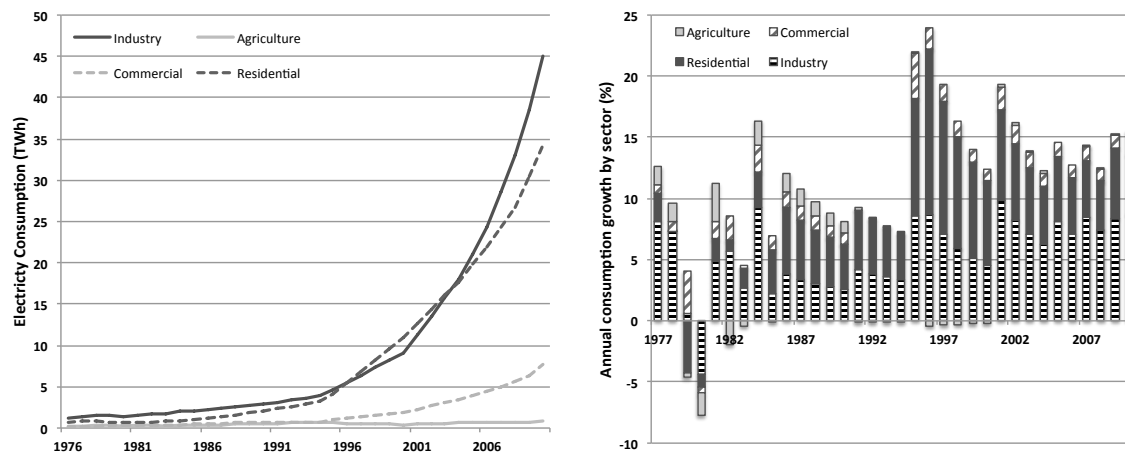 50
45
40
35
30
25
20
15
10
5
0
Electricty Consumption (TWh)
Industry Agriculture
Commercial Residential
1976 1981 1986 1991 1996 2001 2006
25
20
15
10
5
0
-5
-10
Annual consumption growth by sector (%)
Agriculture Commercial
Residential Industry
1977 1982 1987 1992 1997 2002 2007